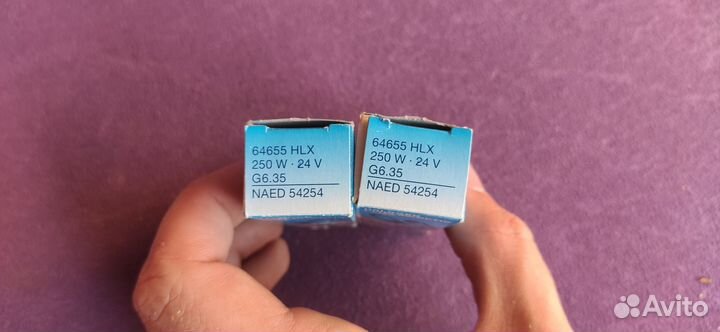 64655 HLX
250 W · 24 V
G6.35
NAED 54254
64655 HLX
250 W · 24 V
G6.35
NAED 54254
Avito